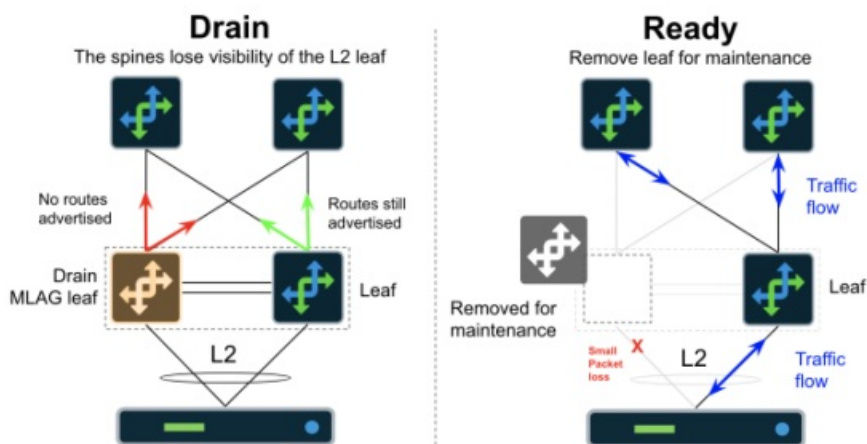 Drain
The spines lose visibility of the L2 leaf
No routes
advertised
Routes still
advertised
Drain
MLAG leaf
Leaf
L2
Ready
Remove leaf for maintenance
Traffic
flow
Removed for
maintenance
Leaf
Small
Packet
loss
X
L2
Traffic
flow